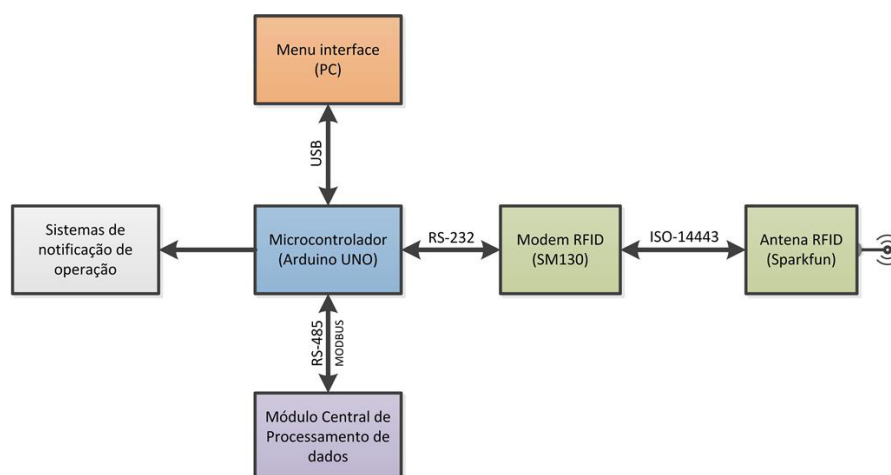 Menu interface
(PC)
USB
Sistemas de
notificação de
operação
Microcontrolador
(Arduino UNO)
RS-232
Modem RFID
(SM130)
ISO-14443
Antena RFID
(Sparkfun)
RS-485
MODBUS
Módulo Central de
Processamento de
dados